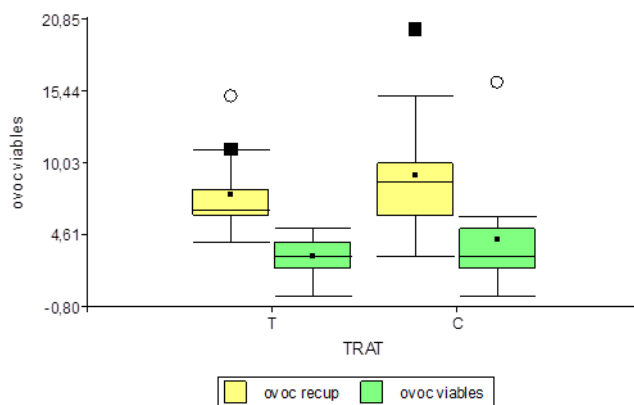 20,85
15,44
10,03
4,61
-0,80
ovoc viables
T
C
TRAT
ovoc recup
ovoc viables